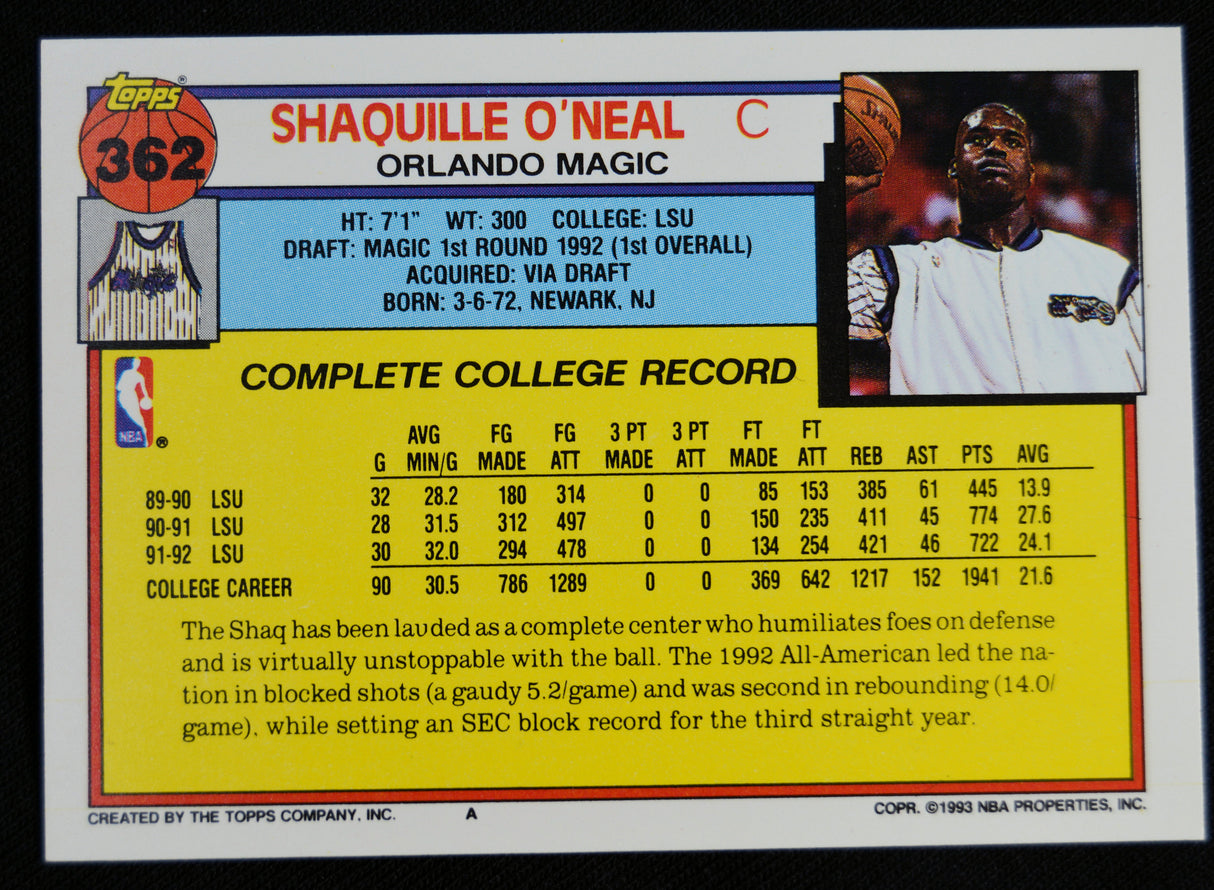 TOPPS ®
362
SHAQUILLE O'NEAL C
ORLANDO MAGIC
HT: 7'1" WT: 300 COLLEGE: LSU
DRAFT: MAGIC 1st ROUND 1992 (1st OVERALL)
ACQUIRED: VIA DRAFT
BORN: 3-6-72, NEWARK, NJ
Magic
NBA ®
COMPLETE COLLEGE RECORD
G AVG MIN/G FG MADE FG ATT 3 PT MADE 3 PT ATT FT MADE FT ATT REB AST PTS AVG
89-90 LSU 32 28.2 180 314 0 0 85 153 385 61 445 13.9
90-91 LSU 28 31.5 312 497 0 0 150 235 411 45 774 27.6
91-92 LSU 30 32.0 294 478 0 0 134 254 421 46 722 24.1
COLLEGE CAREER 90 30.5 786 1289 0 0 369 642 1217 152 1941 21.6
The Shaq has been lauded as a complete center who humiliates foes on defense
and is virtually unstoppable with the ball. The 1992 All-American led the na-
tion in blocked shots (a gaudy 5.2/game) and was second in rebounding (14.0/
game), while setting an SEC block record for the third straight year.
CREATED BY THE TOPPS COMPANY, INC. A COPR. ©1993 NBA PROPERTIES, INC.